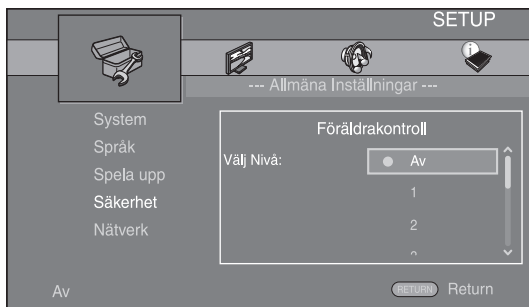 SETUP
--- Allmäna Inställningar ---
System
Språk
Spela upp
Säkerhet
Nätverk
Föräldrakontroll
Välj Nivå:
Av
1
2
Av
RETURN Return